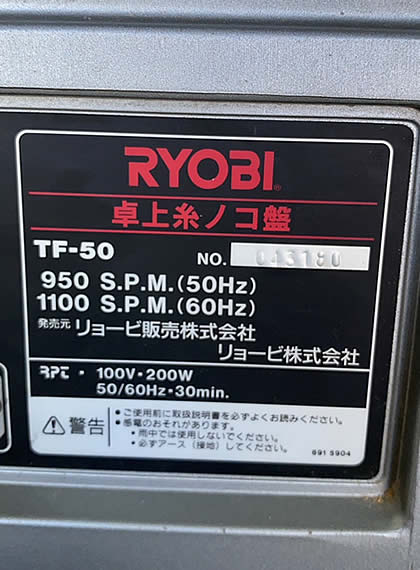 RYOBI®
卓上糸ノコ盤
TF-50 NO. 043180
950 S.P.M.(50Hz)
1100 S.P.M.(60Hz)
発売元 リョービ販売株式会社
リョービ株式会社
100V・200W
50/60Hz・30min.
警告
●ご使用前に取扱説明書を必ずよくお読みください。
●感電のおそれがあります。
・雨中では使用しないでください。
・必ずアース(接地)してください。
6915904